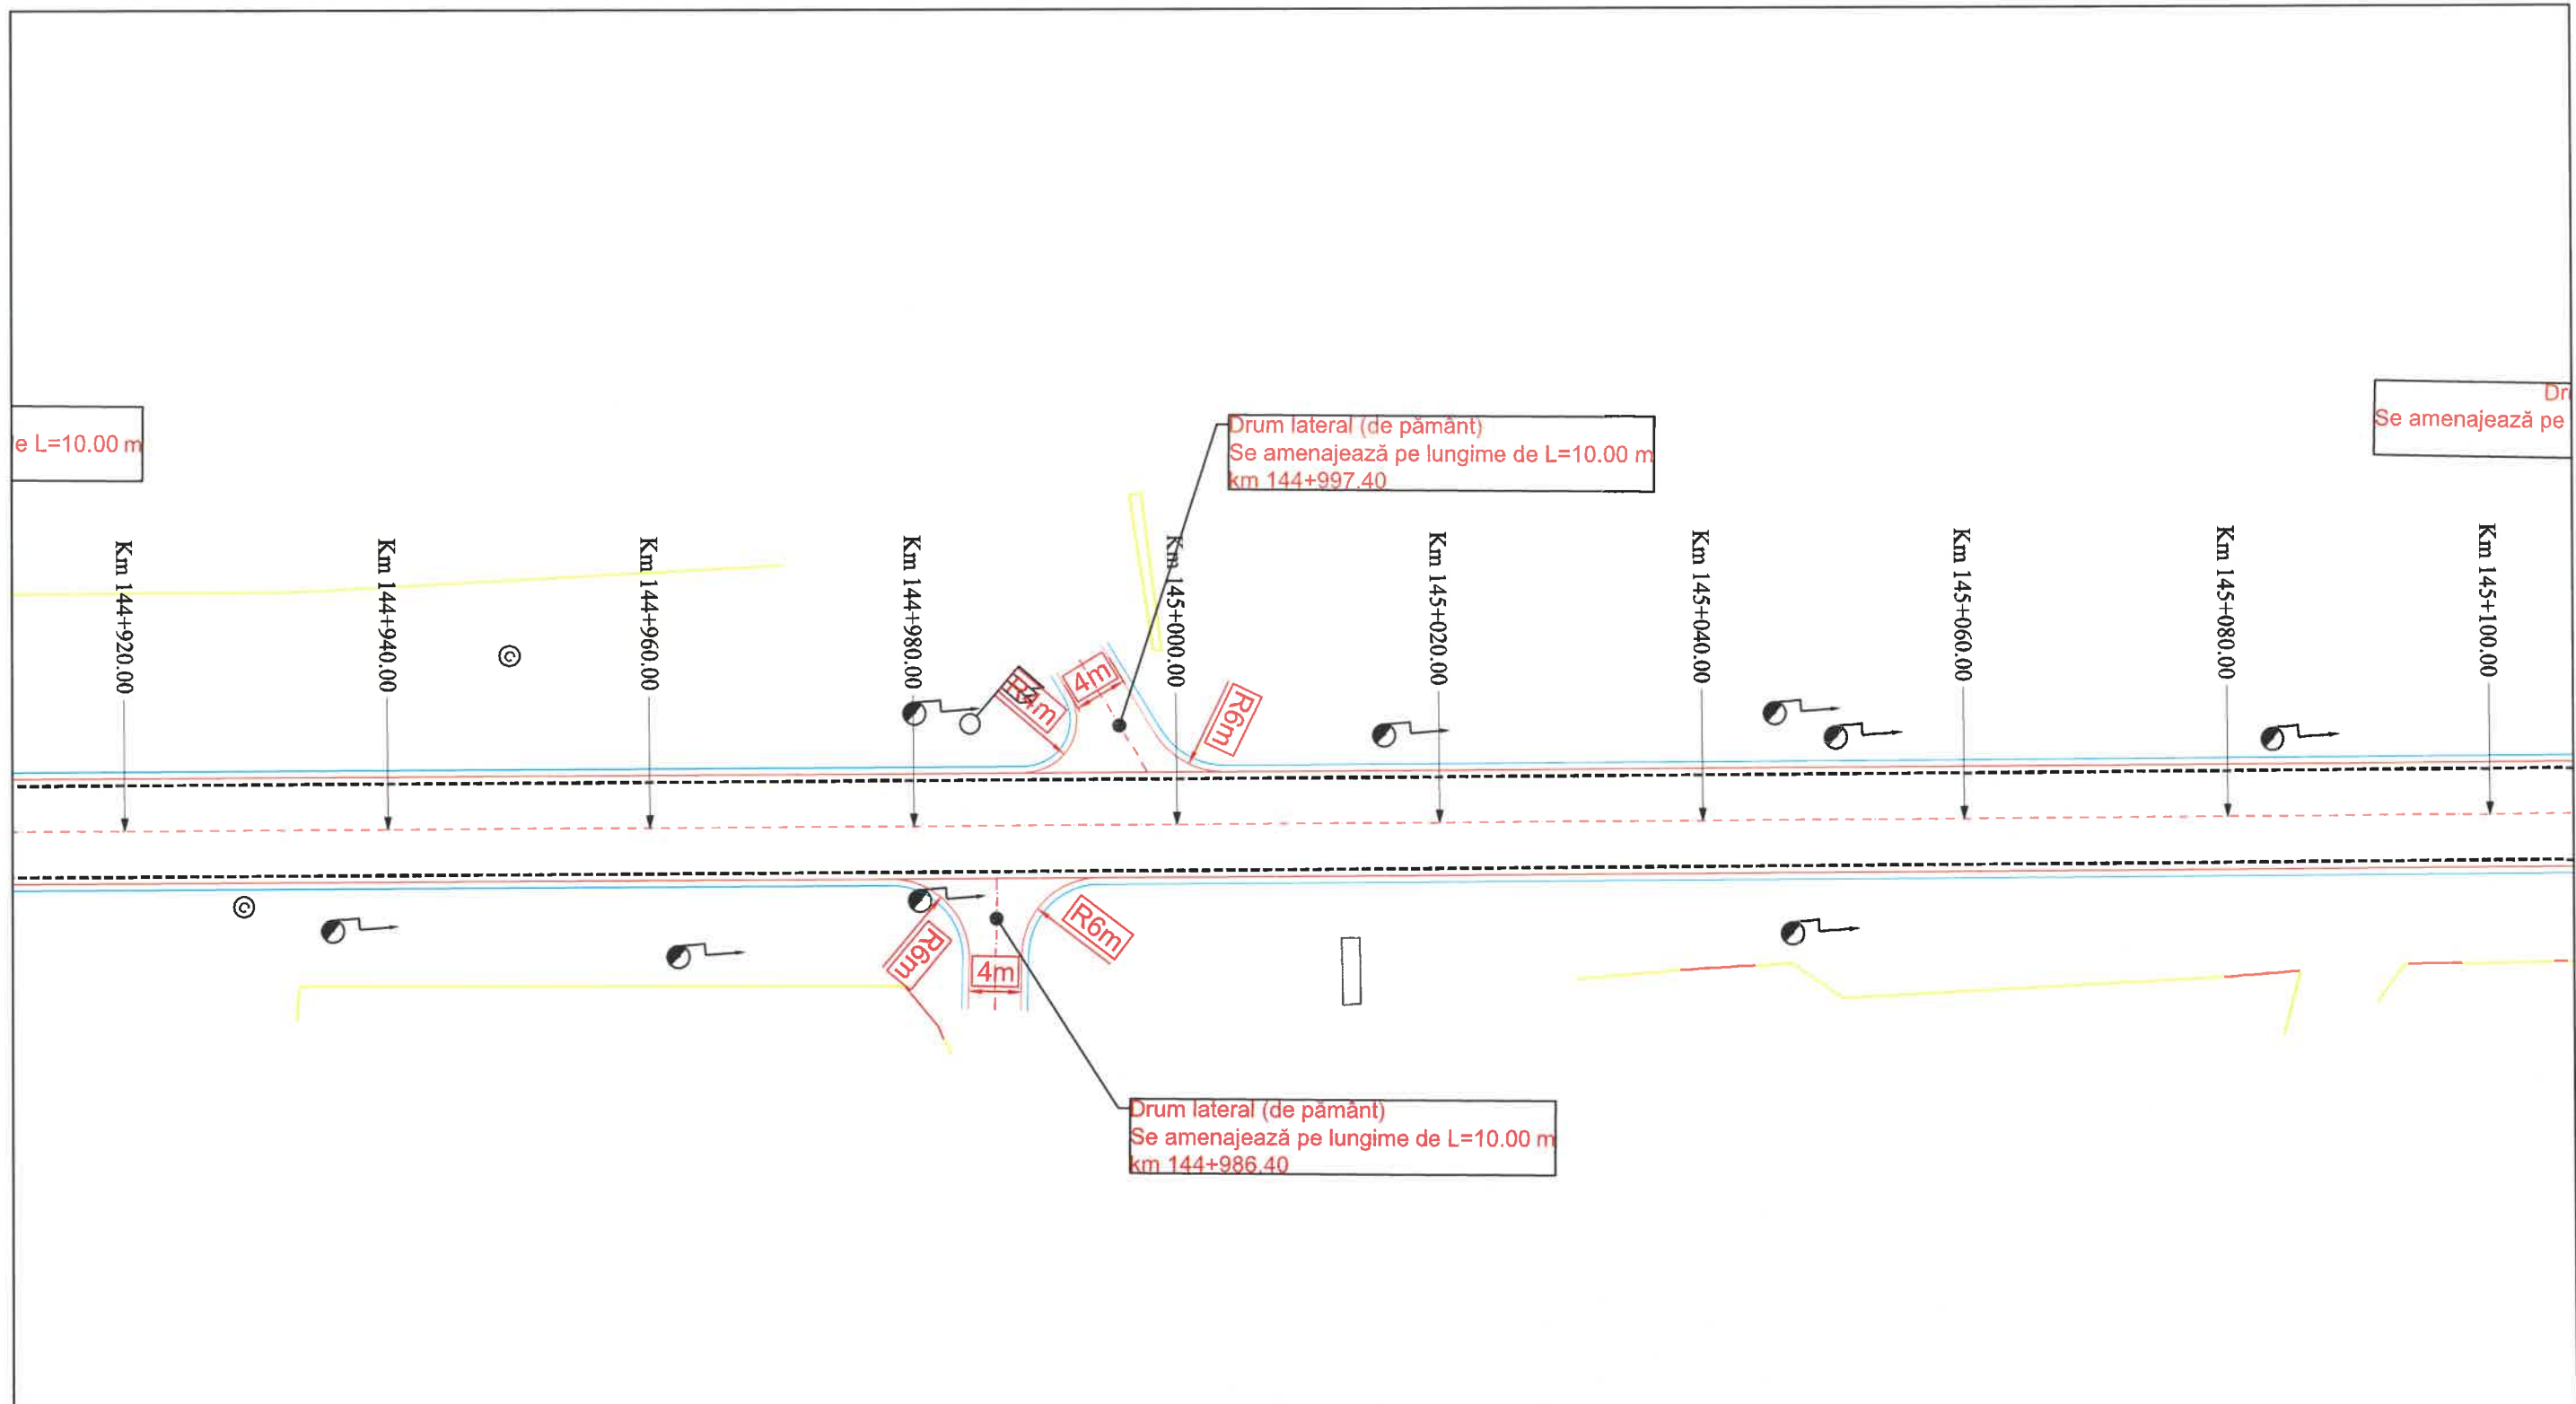 Dr
Se amenajează pe
e L=10.00 m
Drum lateral (de pământ)
Se amenajează pe lungime de L=10.00 m
km 144+997.40
Km 144+920.00
Km 144+940.00
Km 144+960.00
Km 144+980.00
Km 145+000.00
Km 145+020.00
Km 145+040.00
Km 145+060.00
Km 145+080.00
Km 145+100.00
©
R4m
4m
R6m
©
R6m
4m
R6m
Drum lateral (de pământ)
Se amenajează pe lungime de L=10.00 m
km 144+986.40